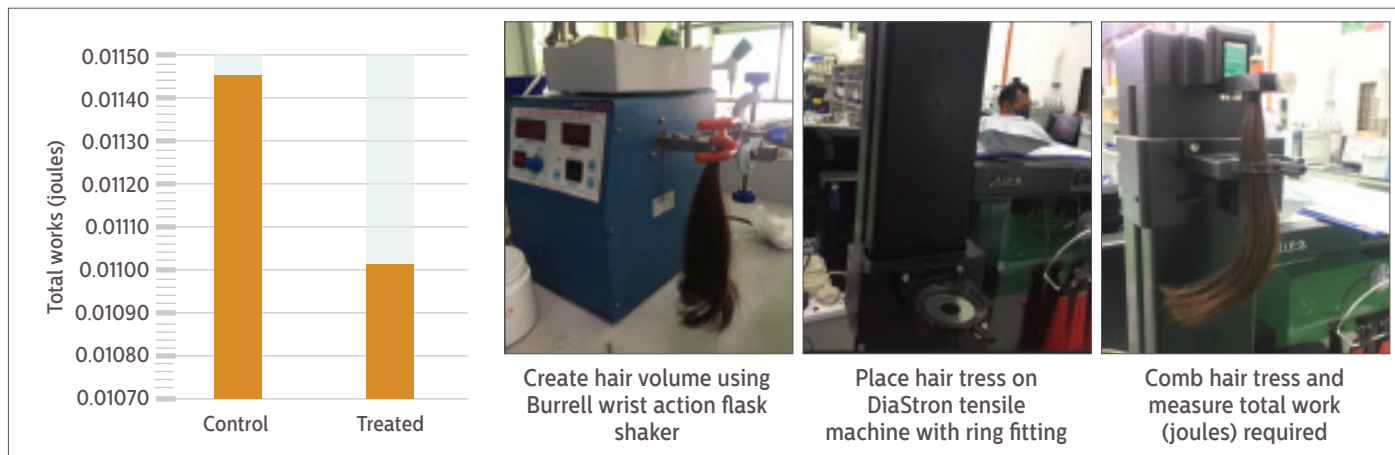 Total works (joules)
0.01150
0.01140
0.01130
0.01120
0.01110
0.01100
0.01090
0.01080
0.01070
Control
Treated
Create hair volume using
Burrell wrist action flask
shaker
Place hair tress on
DiaStron tensile
machine with ring fitting
Comb hair tress and
measure total work
(joules) required